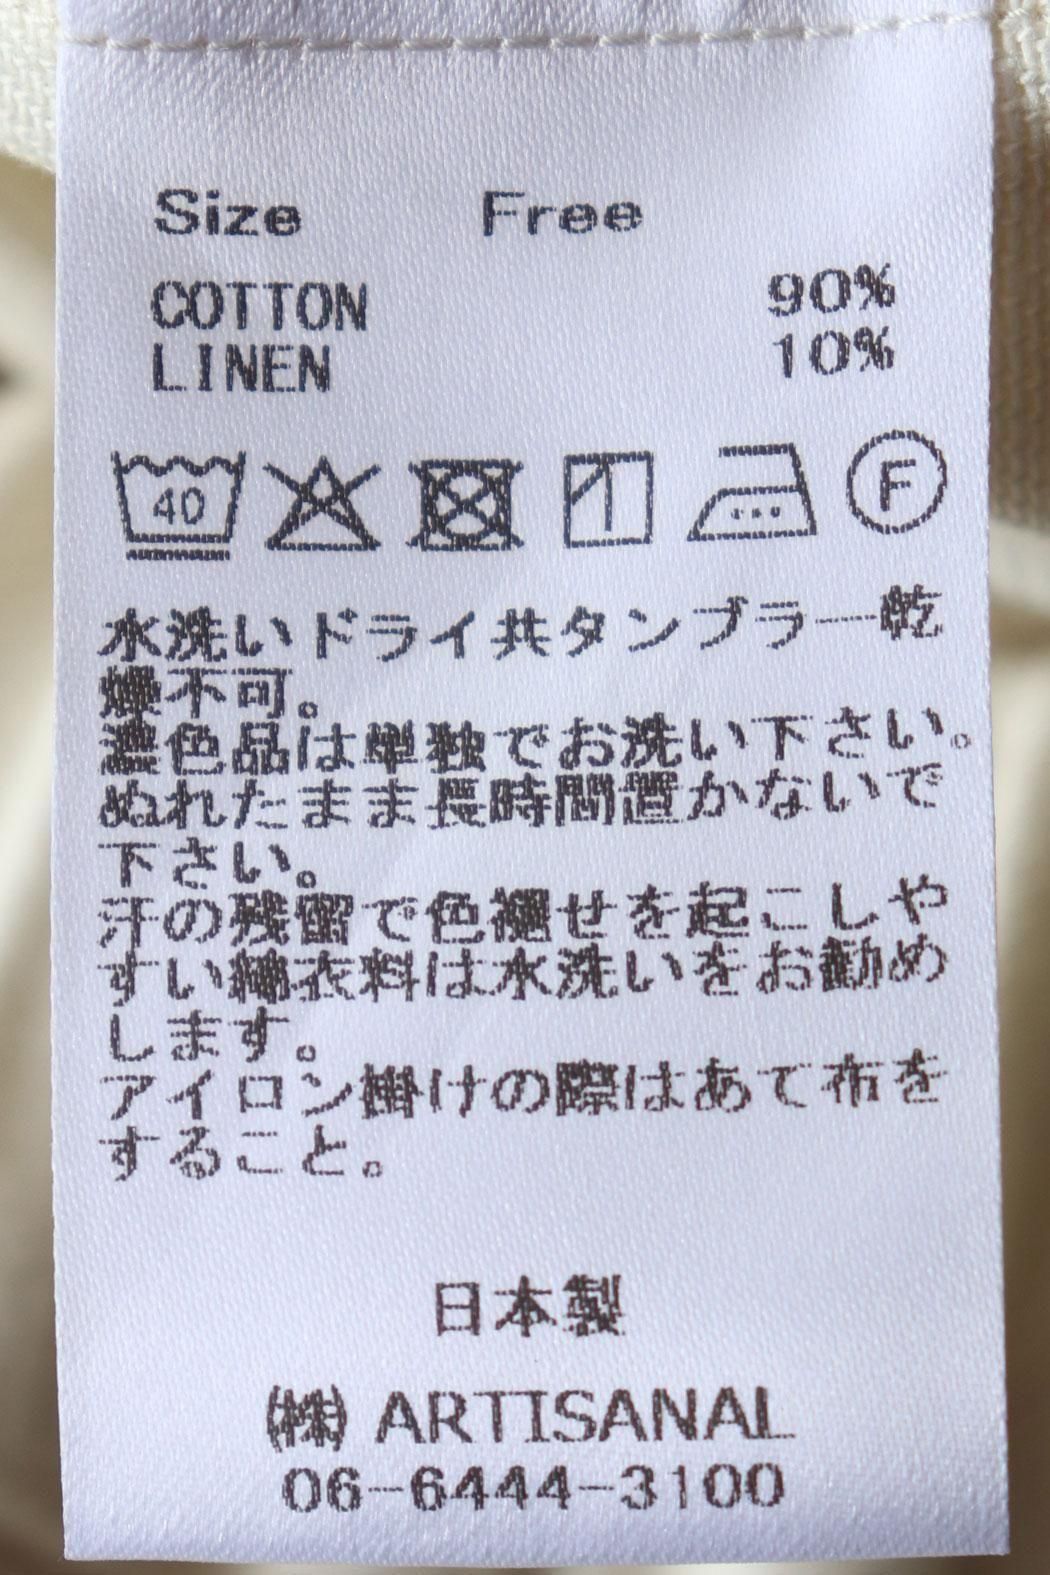 Size Free
COTTON 90%
LINEN 10%
40 F
水洗いドライ共タンブラー乾
燥不可。
濃色品は単独でお洗い下さい。
ぬれたまま長時間置かないで
下さい。
汗の残留で色褪せを起こしや
すい綿衣料は水洗いをお勧め
します。
アイロン掛けの際はあて布を
すること。
日本製
㈱ ARTISANAL
06-6444-3100